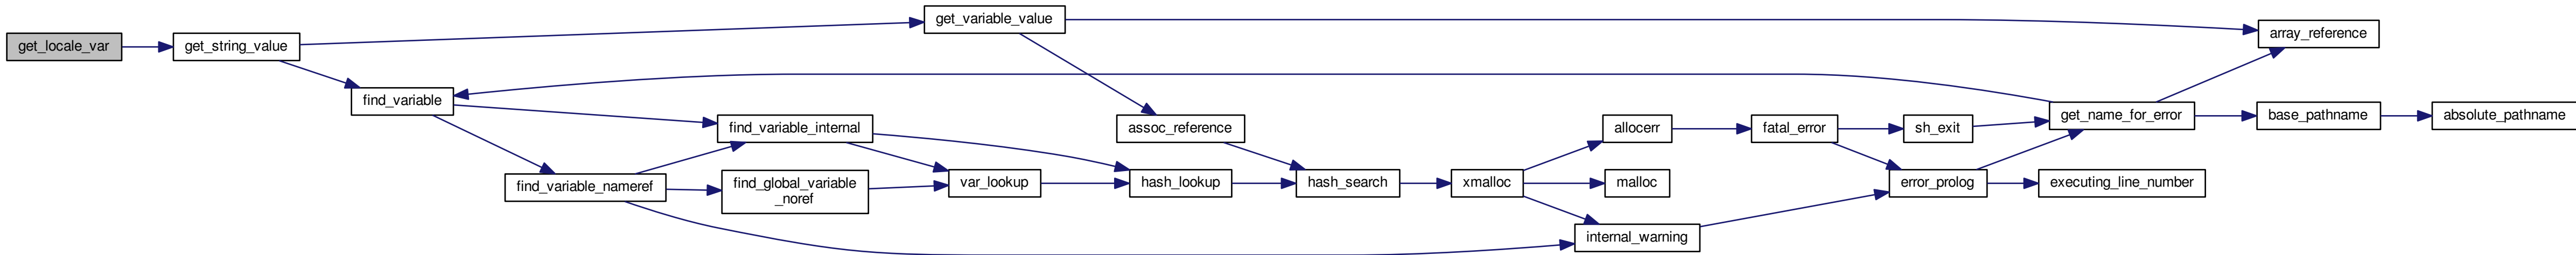 get_locale_var
get_string_value
get_variable_value
find_variable
find_variable_nameref
find_variable_internal
find_global_variable
_noref
var_lookup
assoc_reference
hash_lookup
hash_search
xmalloc
allocerr
malloc
internal_warning
fatal_error
sh_exit
error_prolog
get_name_for_error
executing_line_number
array_reference
base_pathname
absolute_pathname